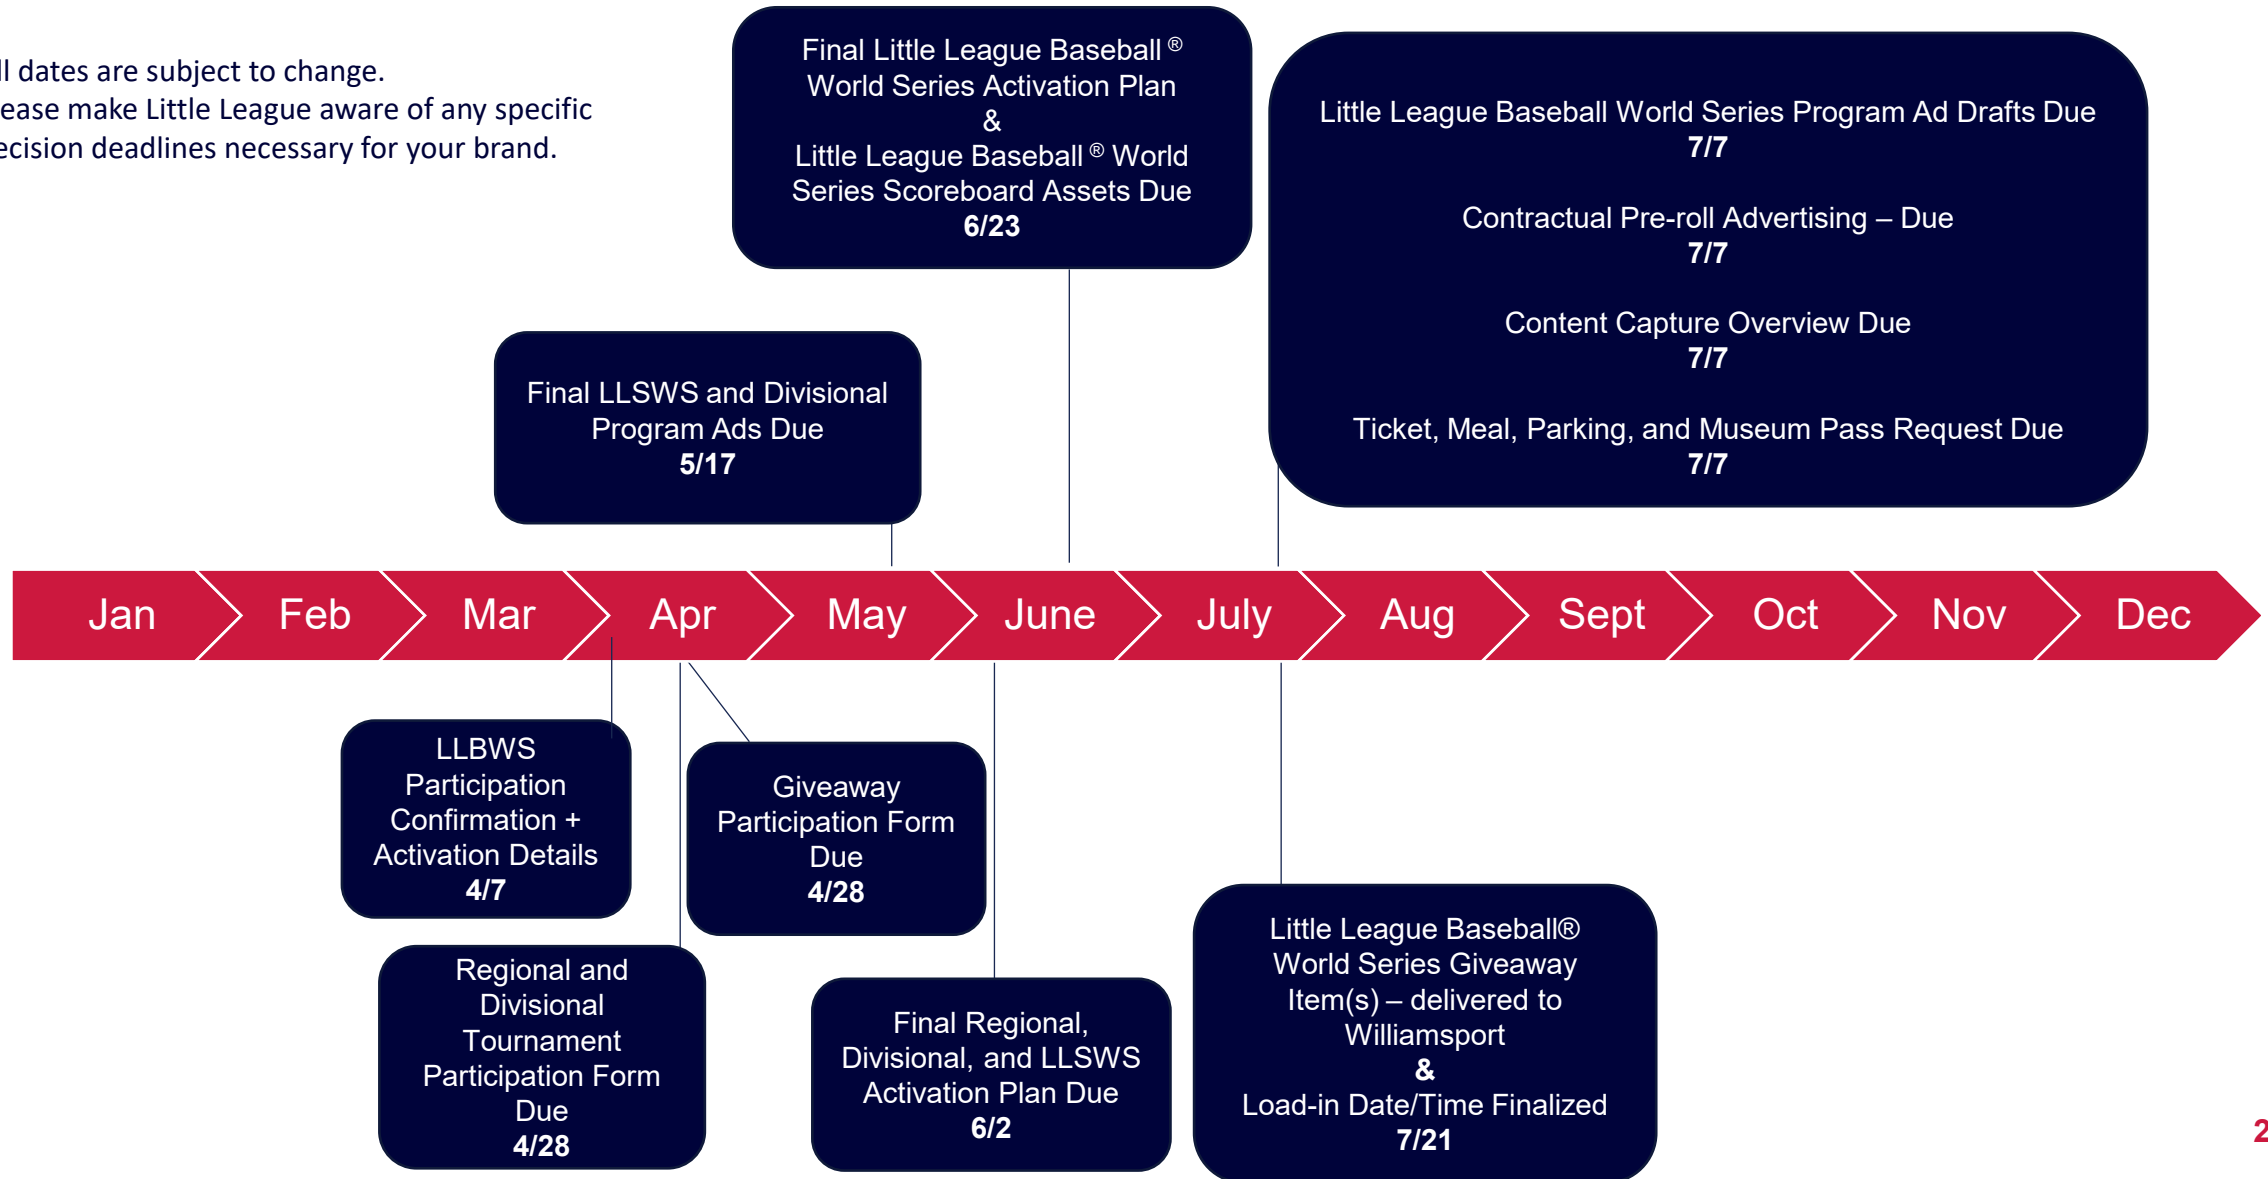 ll dates are subject to change.
ease make Little League aware of any specific
ecision deadlines necessary for your brand.
Final Little League Baseball ®
World Series Activation Plan
&
Little League Baseball ® World
Series Scoreboard Assets Due
6/23
Little League Baseball World Series Program Ad Drafts Due
7/7
Contractual Pre-roll Advertising – Due
7/7
Content Capture Overview Due
7/7
Ticket, Meal, Parking, and Museum Pass Request Due
7/7
Final LLSWS and Divisional
Program Ads Due
5/17
Jan Feb Mar Apr May June July Aug Sept Oct Nov Dec
LLBWS
Participation
Confirmation +
Activation Details
4/7
Giveaway
Participation Form
Due
4/28
Regional and
Divisional
Tournament
Participation Form
Due
4/28
Final Regional,
Divisional, and LLSWS
Activation Plan Due
6/2
Little League Baseball®
World Series Giveaway
Item(s) – delivered to
Williamsport
&
Load-in Date/Time Finalized
7/21
2